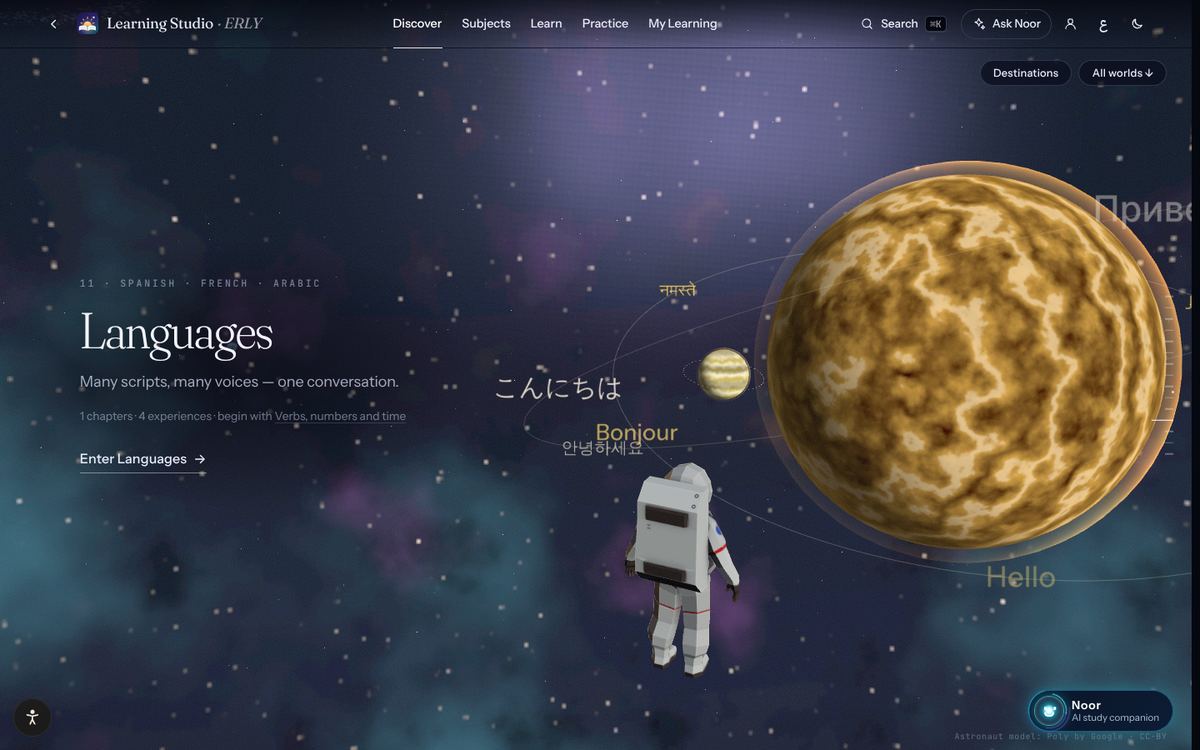 Learning Studio · ERLY
Discover
Subjects
Learn
Practice
My Learning
Search
⌘K
Ask Noor
ع
Destinations
All worlds ↓
Приве
11 · SPANISH · FRENCH · ARABIC
Languages
Many scripts, many voices — one conversation.
1 chapters · 4 experiences · begin with Verbs, numbers and time
Enter Languages →
नमस्ते
こんにちは
Bonjour
안녕하세요
Hello
Noor
AI study companion
Astronaut model: Poly by Google · CC-BY